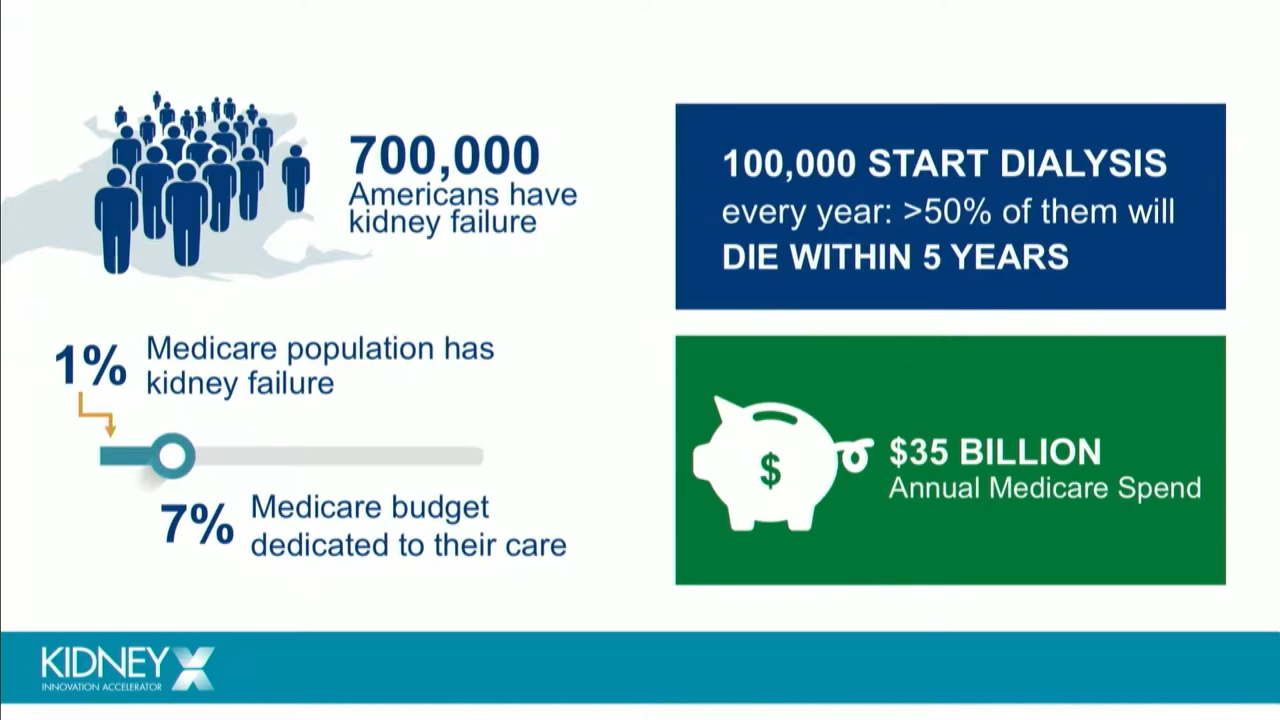 700,000
Americans have
kidney failure
1%
Medicare population has
kidney failure
7%
Medicare budget
dedicated to their care
100,000 START DIALYSIS
every year: >50% of them will
DIE WITHIN 5 YEARS
$
$35 BILLION
Annual Medicare Spend
KIDNEY X
INNOVATION ACCELERATOR